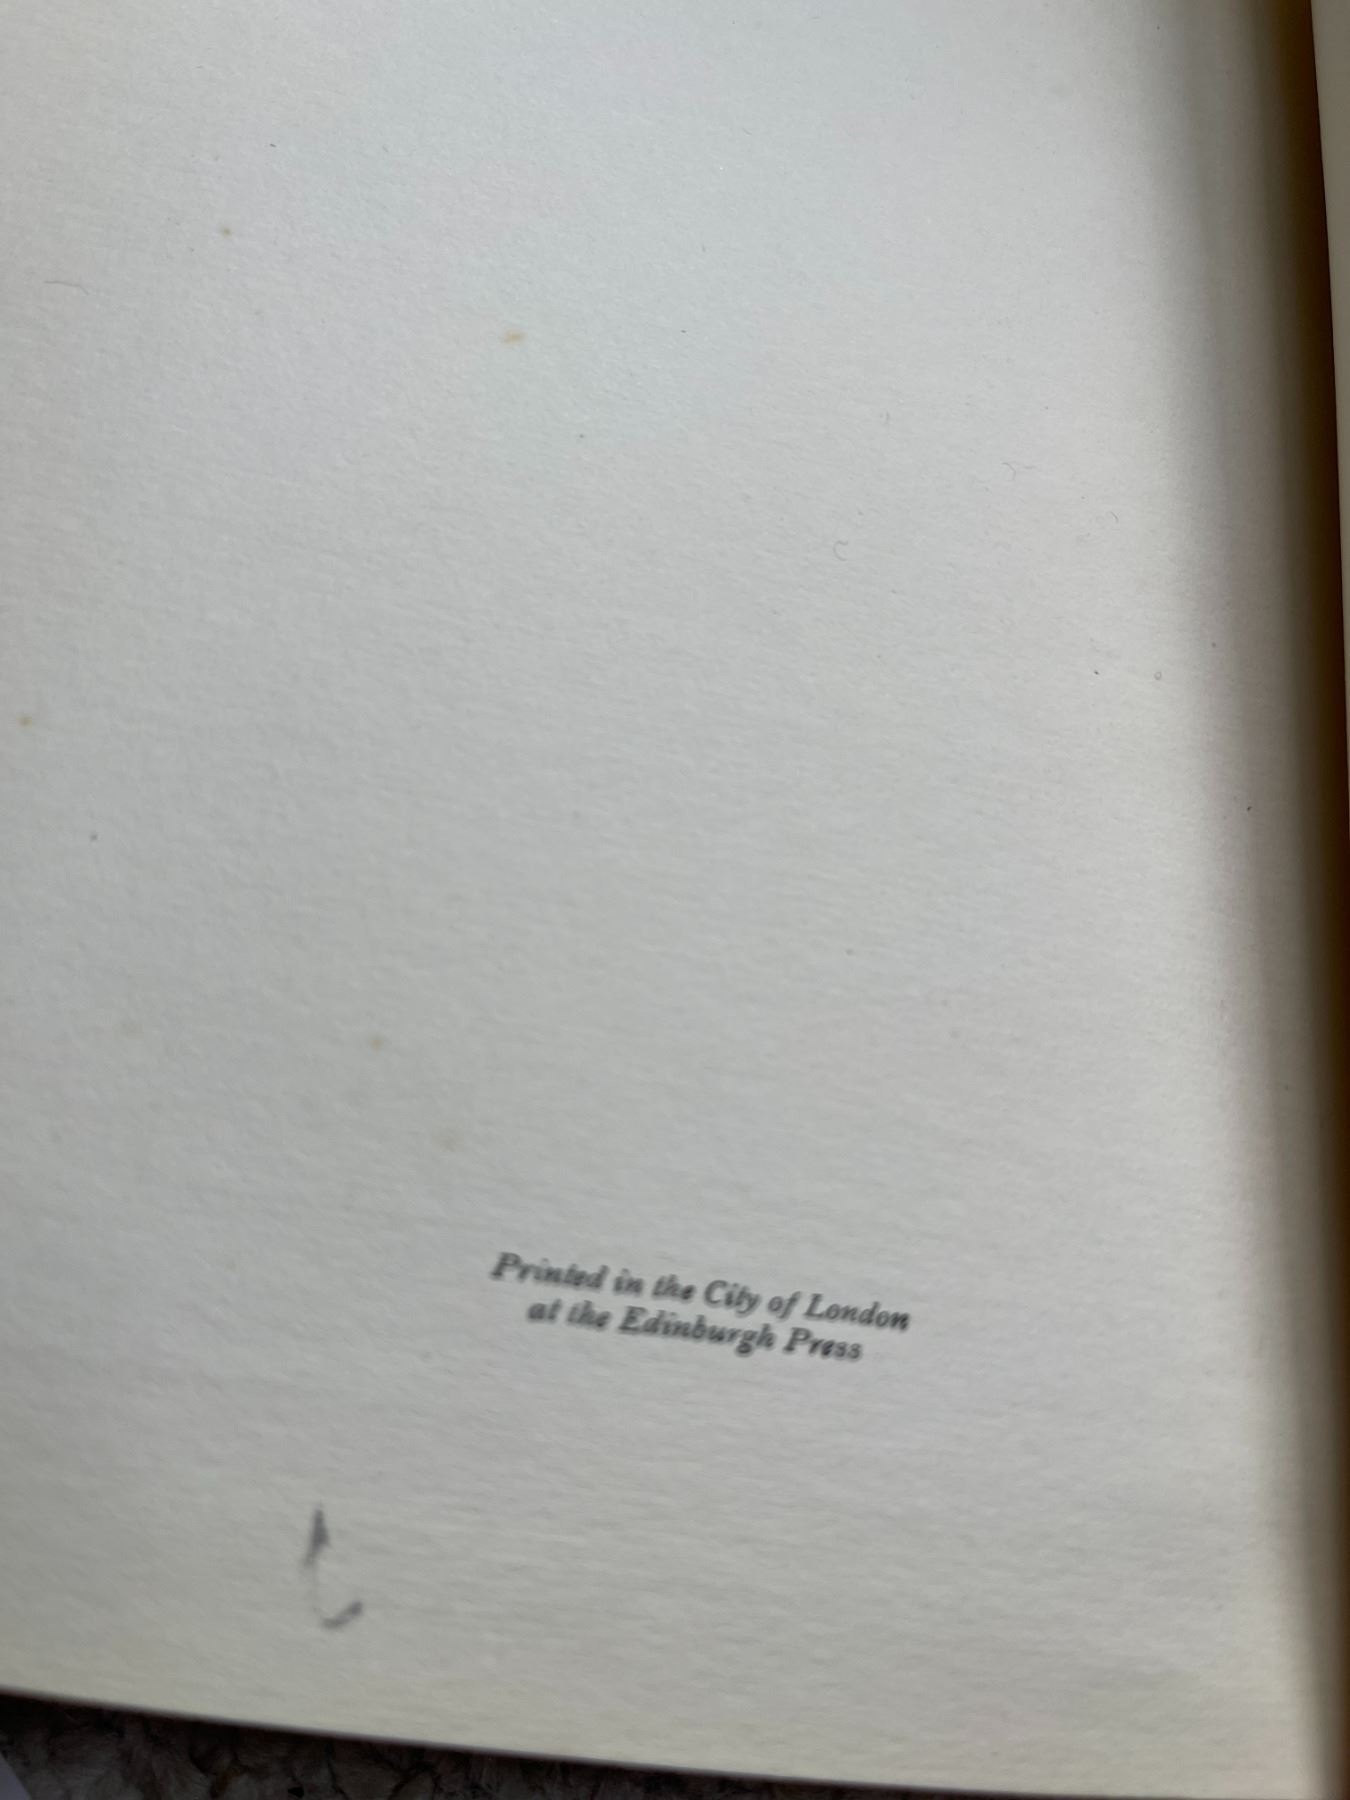 Printed in the City of London
at the Edinburgh Press